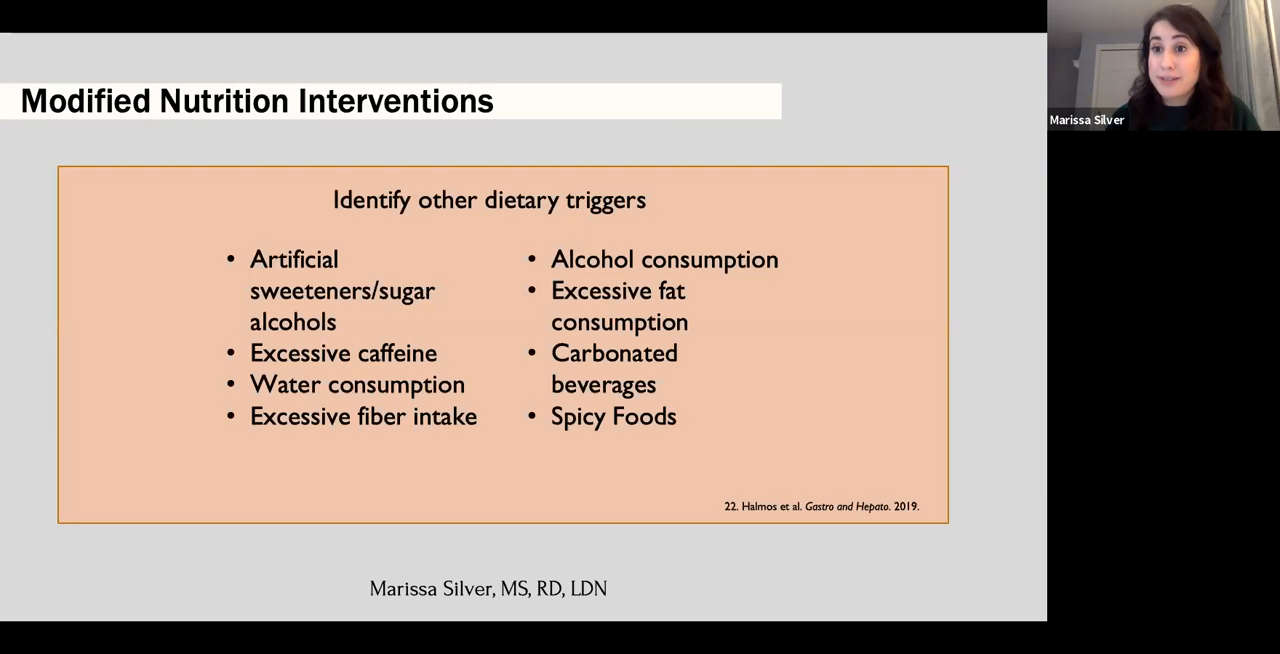 Modified Nutrition Interventions
Marissa Silver
Identify other dietary triggers
• Artificial
sweeteners/sugar
alcohols
• Excessive caffeine
• Water consumption
• Excessive fiber intake
• Alcohol consumption
• Excessive fat
consumption
• Carbonated
beverages
• Spicy Foods
22. Halmos et al. Gastro and Hepato. 2019.
Marissa Silver, MS, RD, LDN